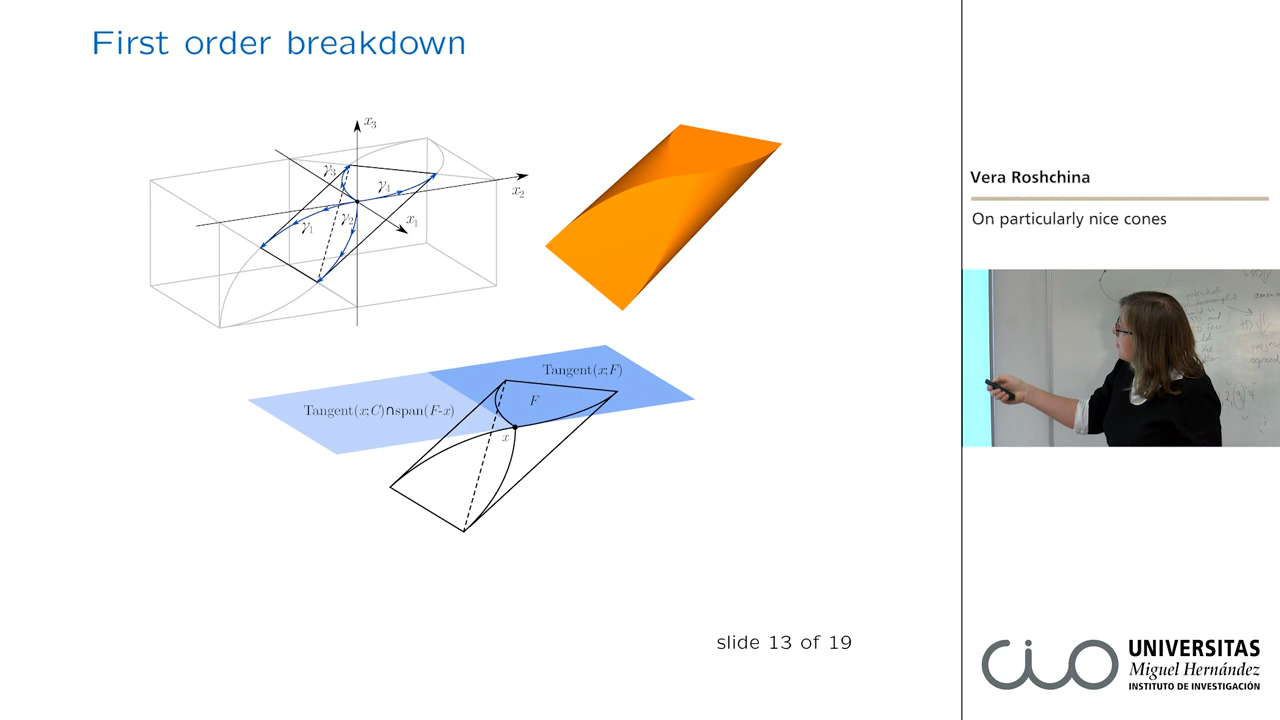 First order breakdown
x₃
γ₃
γ₄
x₂
γ₁
γ₂
x₁
Tangent(x;F)
Tangent(x;C)∩span(F-x)
F
x
slide 13 of 19
Vera Roshchina
On particularly nice cones
CIO
UNIVERSITAS
Miguel Hernández
INSTITUTO DE INVESTIGACIÓN